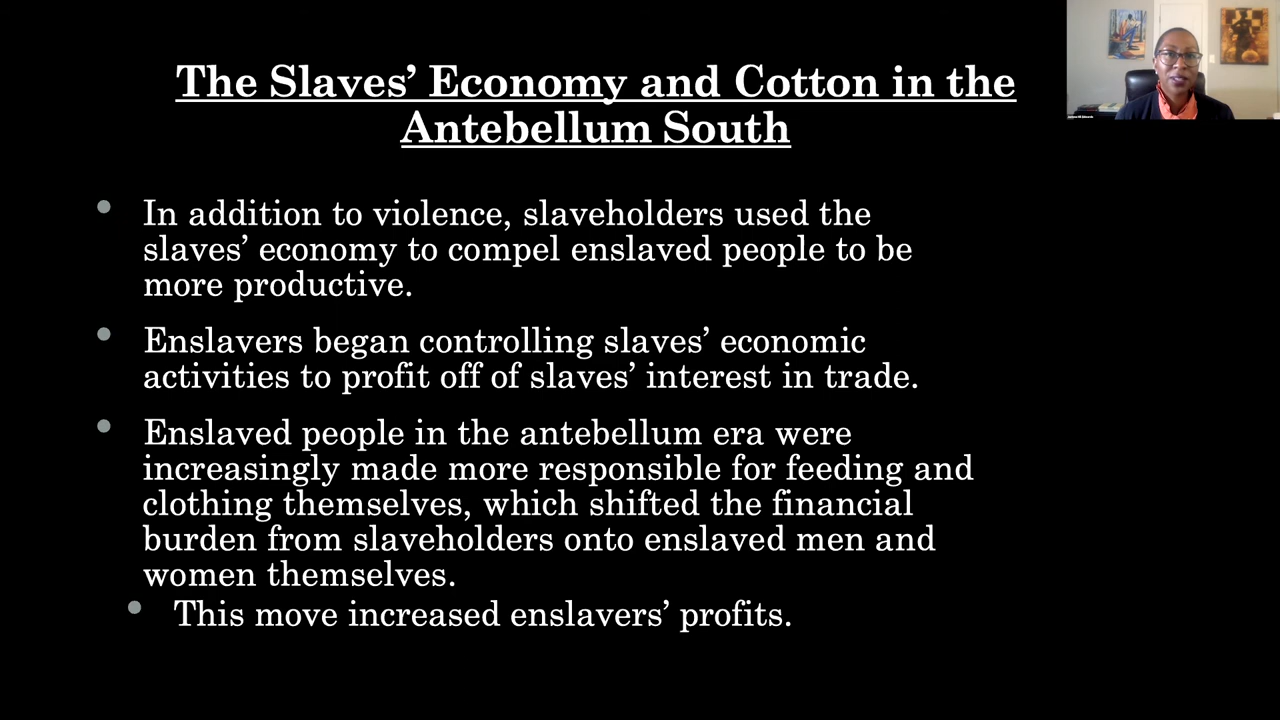 The Slaves’ Economy and Cotton in the
Antebellum South
• In addition to violence, slaveholders used the
slaves’ economy to compel enslaved people to be
more productive.
• Enslavers began controlling slaves’ economic
activities to profit off of slaves’ interest in trade.
• Enslaved people in the antebellum era were
increasingly made more responsible for feeding and
clothing themselves, which shifted the financial
burden from slaveholders onto enslaved men and
women themselves.
• This move increased enslavers’ profits.